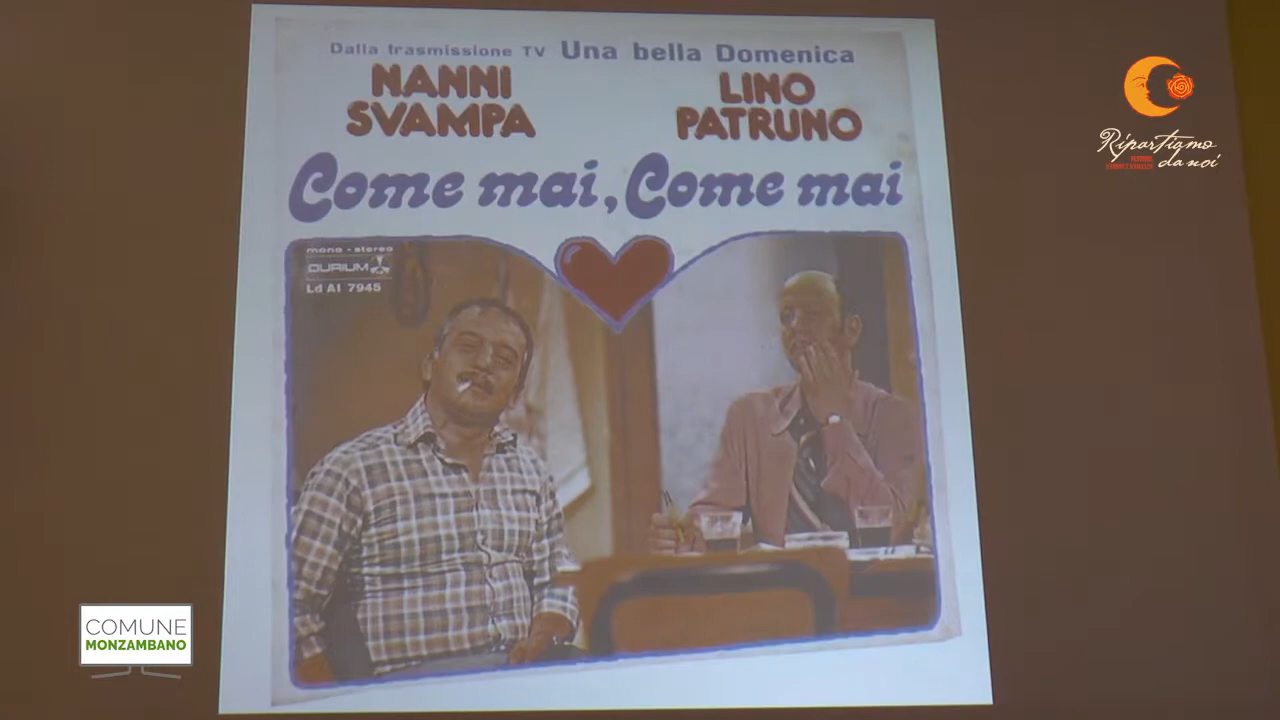 Dalla trasmissione TV Una bella Domenica
NANNI
SVAMPA
LINO
PATRUNO
Come mai, Come mai
mono - stereo
DURIUM
Ld AI 7945
Ripartiamo
da noi
COMUNE
MONZAMBANO